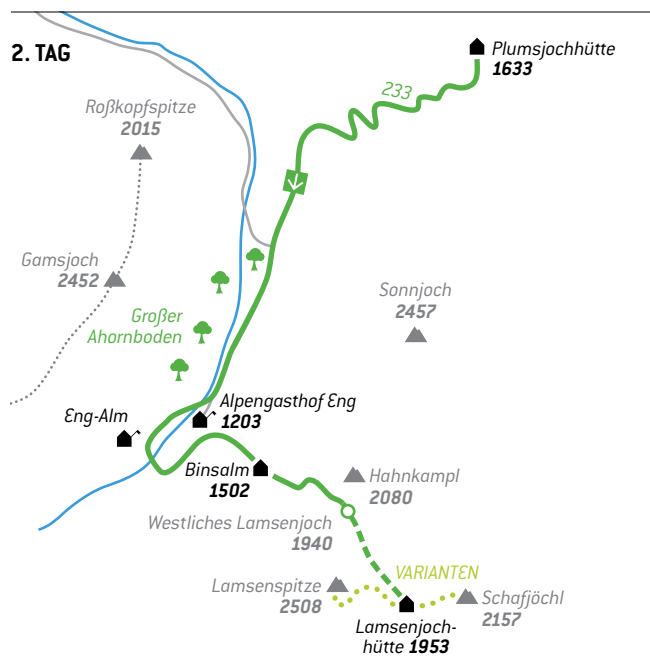 2. TAG
Plumsjochhütte
1633
233
Roßkopfspitze
2015
Gamsjoch
2452
Sonnjoch
2457
Großer
Ahornboden
Eng-Alm
Alpengasthof Eng
1203
Binsalm
1502
Hahnkampl
2080
Westliches Lamsenjoch
1940
VARIANTEN
Lamsenspitze
2508
Schafjöchl
2157
Lamsenjoch-
hütte 1953